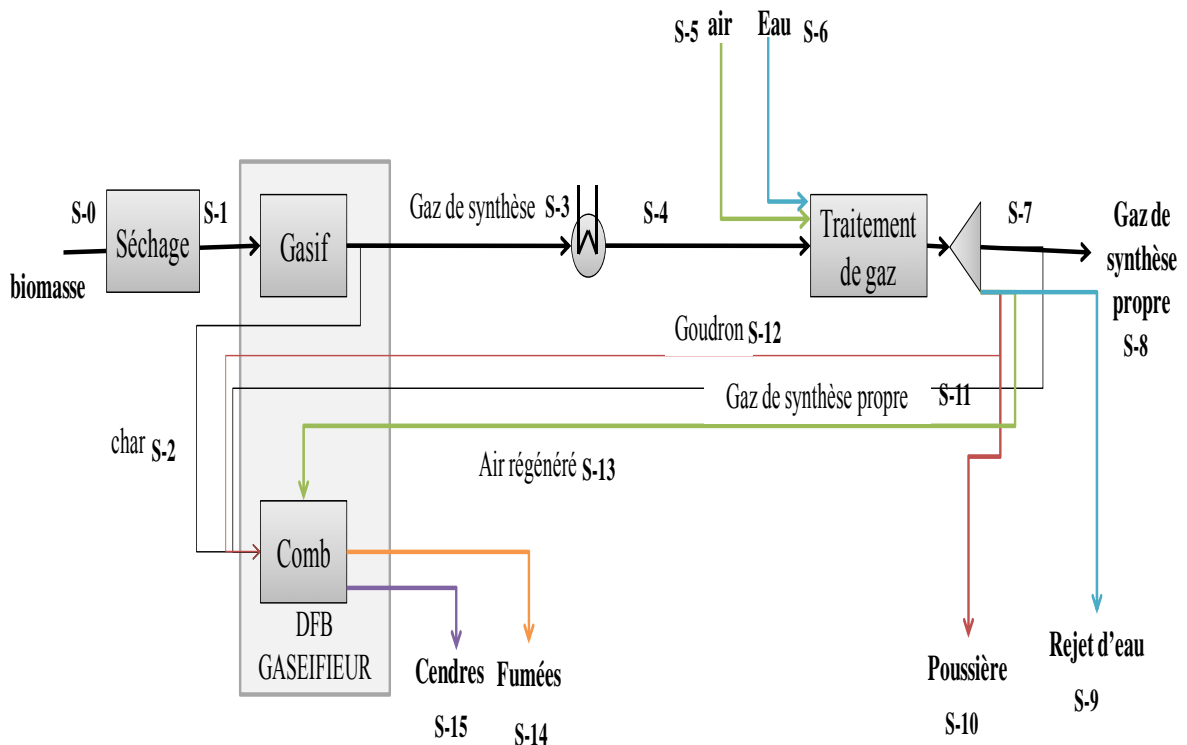 S-5 air Eau S-6
S-0
S-1
Gaz de synthèse S-3
S-4
S-7
Séchage
Gasif
Traitement
de gaz
Gaz de
synthèse
propre
S-8
biomasse
Goudron S-12
Gaz de synthèse propre S-11
char S-2
Air régénéré S-13
Comb
DFB
GASEIFIEUR
Cendres
S-15
Fumées
S-14
Poussière
S-10
Rejet d’eau
S-9